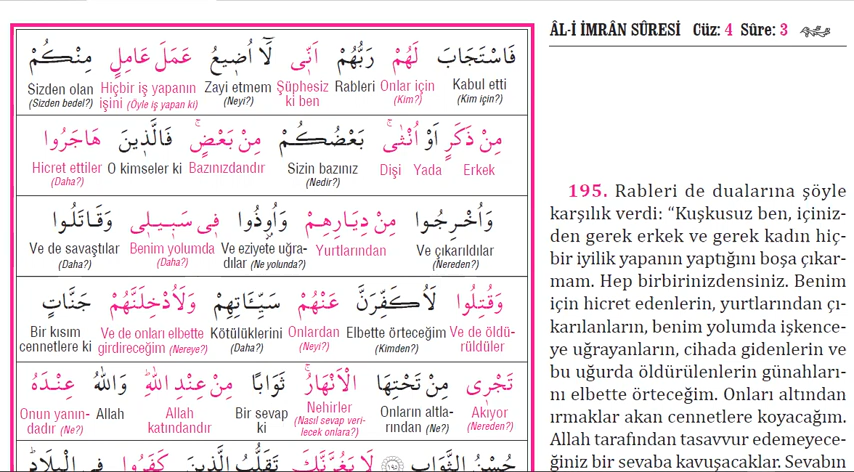 ÂL-İ İMRÂN SÛRESİ Cüz: 4 Sûre: 3
فَاسْتَجَابَ لَهُمْ رَبُّهُمْ اَنّٖى لَٓا اُضٖيعُ عَمَلَ عَامِلٍ مِنْكُمْ
Kabul etti (Kim için?) Onlar için (Kim?) Rableri Şüphesiz ki ben Zayi etmem (Neyi?) Hiçbir iş yapanın işini (Öyle iş yapan ki) Sizden olan (Sizden bedel?)
مِنْ ذَكَرٍ اَوْ اُنْثٰىۚ بَعْضُكُمْ مِنْ بَعْضٍۚ فَالَّذٖينَ هَاجَرُوا
Erkek Yada Dişi Sizin bazınız (Nedir?) Bazınızdandır O kimseler ki Hicret ettiler (Daha?)
وَاُخْرِجُوا مِنْ دِيَارِهِمْ وَاُوذُوا فٖى سَبٖيلٖى وَقَاتَلُوا
Ve çıkarıldılar (Nereden?) Yurtlarından Ve eziyete uğradılar (Ne yolunda?) Benim yolumda (Daha?) Ve de savaştılar (Daha?)
وَقُتِلُوا لَاُكَفِّرَنَّ عَنْهُمْ سَيِّـَٔاتِهِمْ وَلَاُدْخِلَنَّهُمْ جَنَّاتٍ
Ve de öldürüldüler Elbette örteceğim (Kimden?) Onlardan (Neyi?) Kötülüklerini (Daha?) Ve de onları elbette girdireceğim (Nereye?) Bir kısım cennetlere ki
تَجْرٖى مِنْ تَحْتِهَا الْاَنْهَارُۚ ثَوَابًا مِنْ عِنْدِ اللّٰهِؕ وَاللّٰهُ عِنْدَهُ
Akıyor (Nereden?) Onların altlarından (Ne?) Nehirler (Nasıl sevap verilecek onlara?) Bir sevap ki Allah katındandır Allah Onun yanındadır (Ne?)
حُسْنُ الثَّوَابِ ﴿١٩٥﴾ لَا يَغُرَّنَّكَ تَقَلُّبُ الَّذٖينَ كَفَرُوا فِى الْبِلَادِؕ
195. Rableri de dualarına şöyle
karşılık verdi: “Kuşkusuz ben, içiniz-
den gerek erkek ve gerek kadın hiç-
bir iyilik yapanın yaptığını boşa çıkar-
mam. Hep birbirinizdensiniz. Benim
için hicret edenlerin, yurtlarından çı-
karılanların, benim yolumda işkence-
ye uğrayanların, cihada gidenlerin ve
bu uğurda öldürülenlerin günahları-
nı elbette örteceğim. Onları altından
ırmaklar akan cennetlere koyacağım.
Allah tarafından tasavvur edemeyece-
ğiniz bir sevaba kavuşacaklar. Sevabın